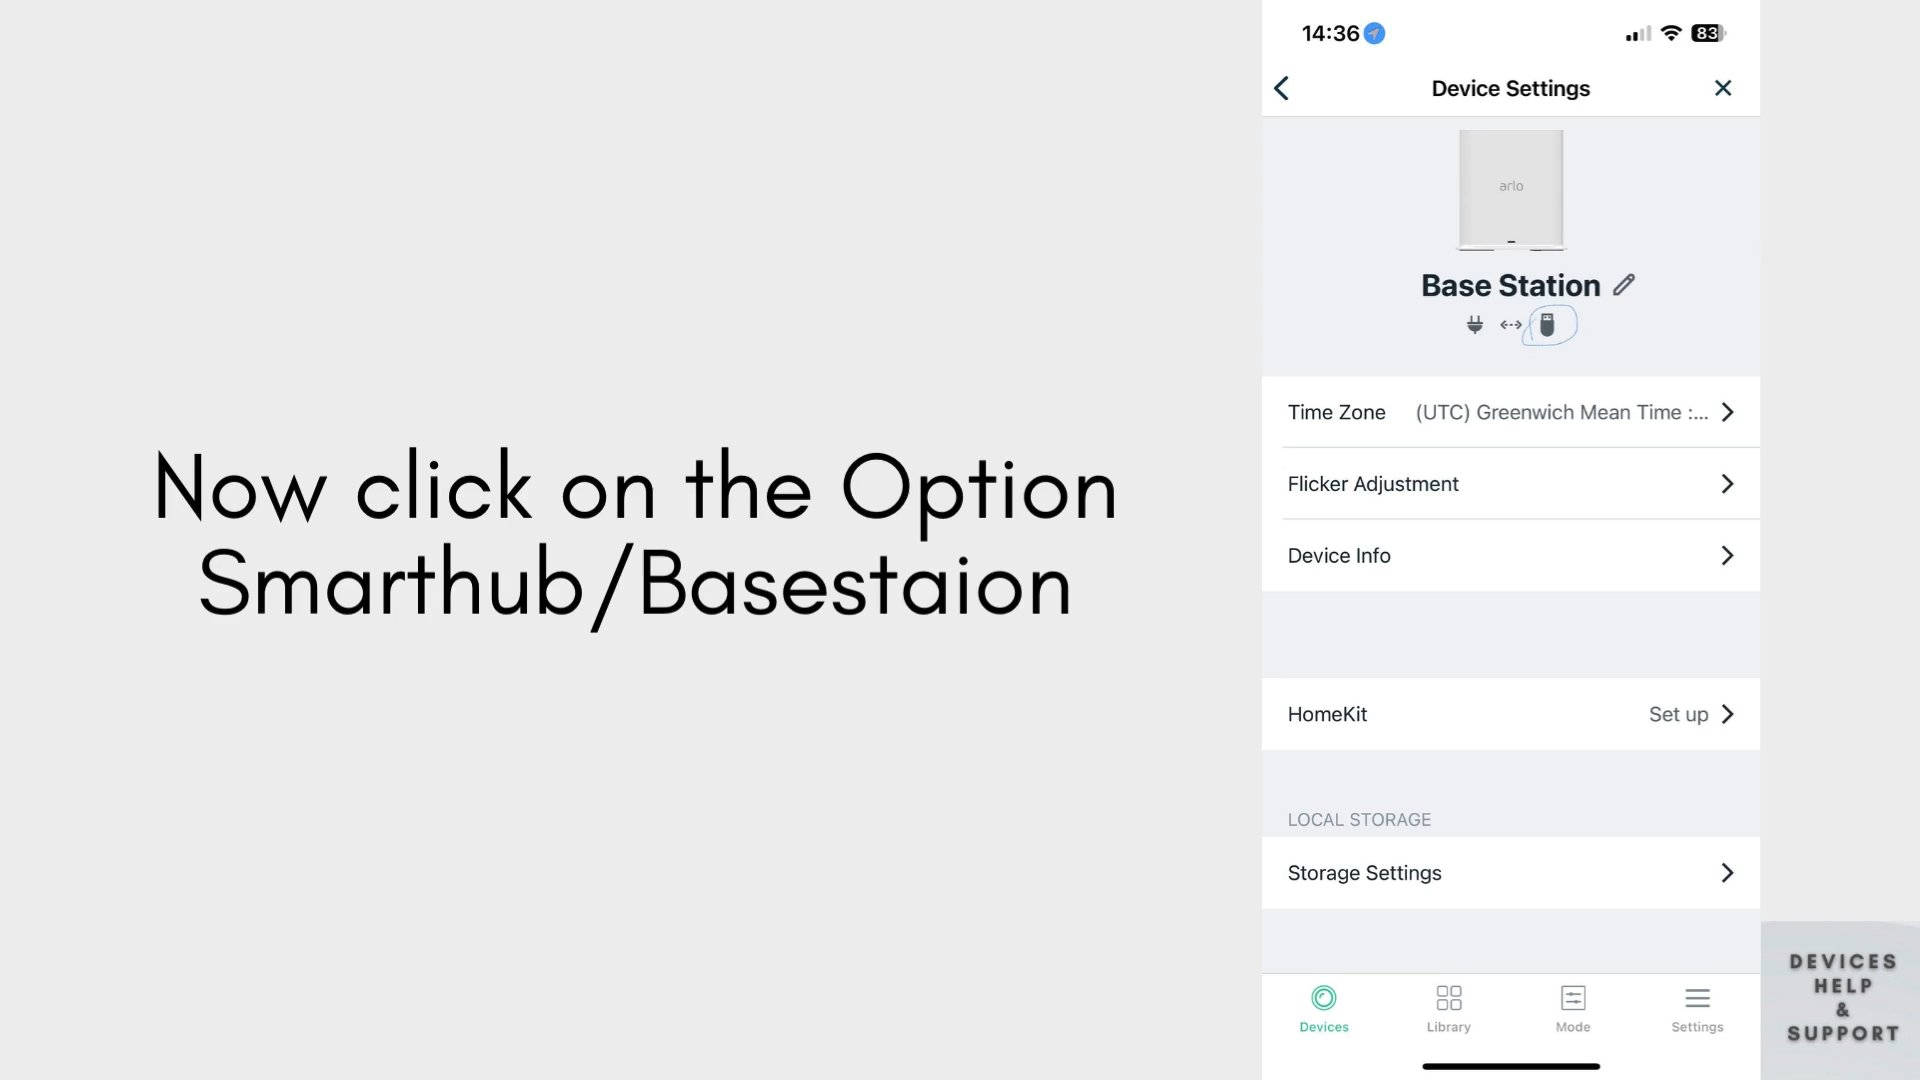 Now click on the Option
Smarthub/Basestaion
14:36
83
Device Settings
arlo
Base Station
Time Zone (UTC) Greenwich Mean Time :...
Flicker Adjustment
Device Info
HomeKit Set up
LOCAL STORAGE
Storage Settings
Devices Library Mode Settings
DEVICES
HELP
&
SUPPORT